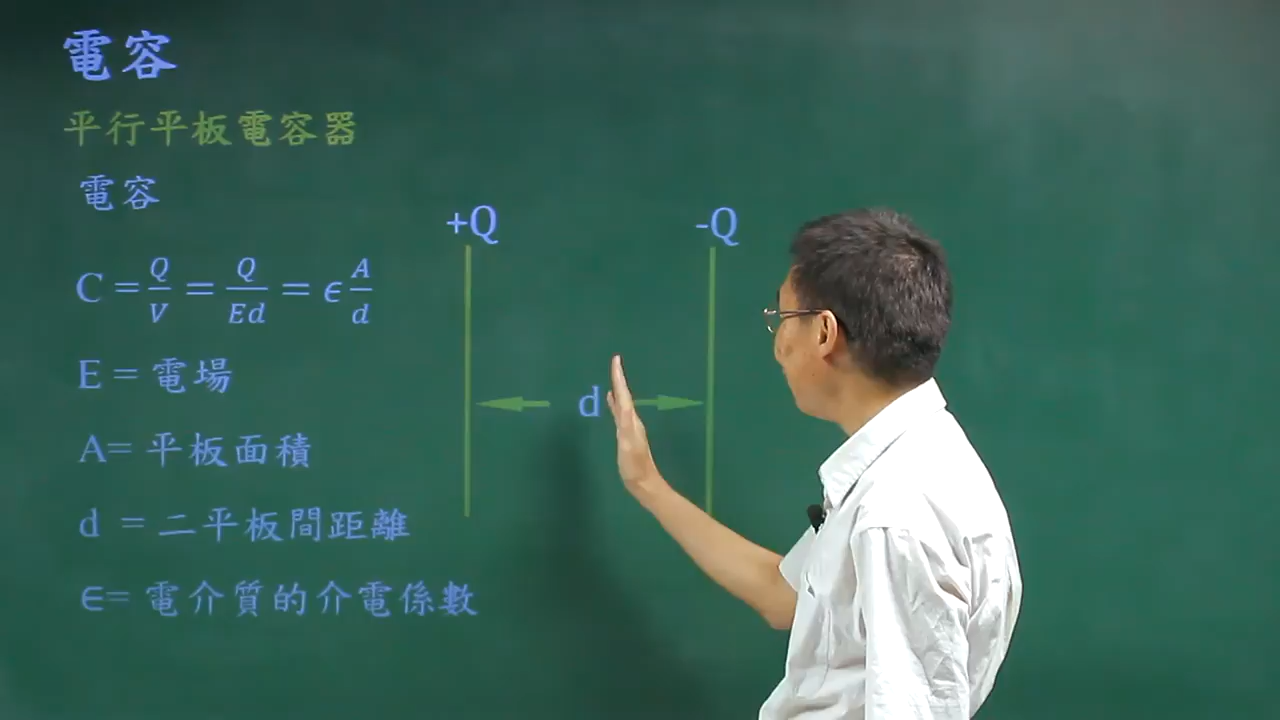 電容
平行平板電容器
電容
C = Q/V = Q/Ed = ϵ A/d
E = 電場
A= 平板面積
d = 二平板間距離
ϵ= 電介質的介電係數
+Q
-Q
d